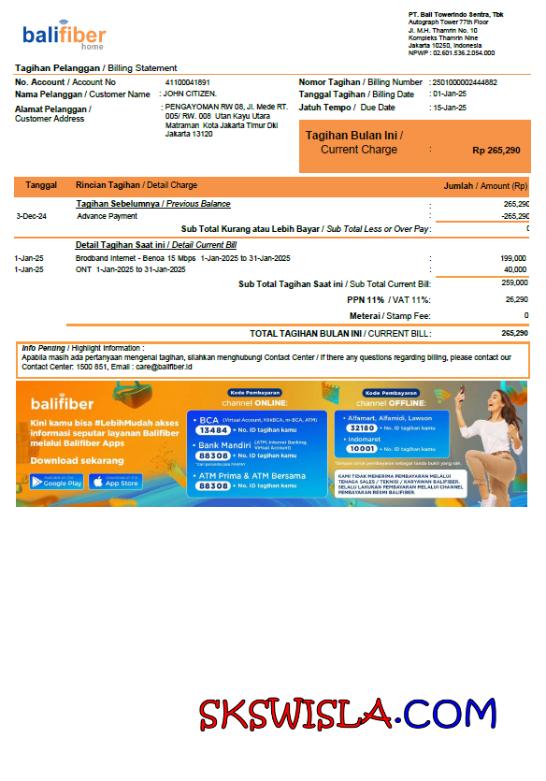 balifiber
home
PT. Bali Towerindo Sentra, Tbk
Autograph Tower 77th Floor
Jl. M.H. Thamrin No. 10
Kompleks Thamrin Nine
Jakarta 10250, Indonesia
NPWP : 02.601.536.2.054.000
Tagihan Pelanggan / Billing Statement
No. Account / Account No 41100041891
Nama Pelanggan / Customer Name : JOHN CITIZEN.
Alamat Pelanggan / Customer Address : PENGAYOMAN RW 08, Jl. Mede RT.
005/ RW. 008 Utan Kayu Utara
Matraman Kota Jakarta Timur Dki
Jakarta 13120
Nomor Tagihan / Billing Number : 2501000002444882
Tanggal Tagihan / Billing Date : 01-Jan-25
Jatuh Tempo / Due Date : 15-Jan-25
Tagihan Bulan Ini /
Current Charge : Rp 265,290
Tanggal Rincian Tagihan / Detail Charge Jumlah / Amount (Rp)
Tagihan Sebelumnya / Previous Balance : 265,290
3-Dec-24 Advance Payment : -265,290
Sub Total Kurang atau Lebih Bayar / Sub Total Less or Over Pay : 0
Detail Tagihan Saat ini / Detail Current Bill
1-Jan-25 Brodband Internet - Benoa 15 Mbps 1-Jan-2025 to 31-Jan-2025 : 199,000
1-Jan-25 ONT 1-Jan-2025 to 31-Jan-2025 : 40,000
Sub Total Tagihan Saat ini / Sub Total Current Bill: 259,000
PPN 11% / VAT 11%: 26,290
Meterai / Stamp Fee: 0
TOTAL TAGIHAN BULAN INI / CURRENT BILL: 265,290
Info Penting / Highlight Information :
Apabila masih ada pertanyaan mengenai tagihan, silahkan menghubungi Contact Center / If there any questions regarding billing, please contact our
Contact Center: 1500 851, Email : care@balifiber.id
balifiber
Kini kamu bisa #LebihMudah akses
informasi seputar layanan Balifiber
melalui Balifiber Apps
Download sekarang
Google Play
App Store
Kode Pembayaran
channel ONLINE:
• BCA (Virtual Account, KlikBCA, m-BCA, ATM)
13484 + No. ID tagihan kamu
• Bank Mandiri (ATM, Internet Banking,
Virtual Account)
88308 + No. ID tagihan kamu
• ATM Prima & ATM Bersama
88308 + No. ID tagihan kamu
Kode Pembayaran
channel OFFLINE:
• Alfamart, Alfamidi, Lawson
32180 + No. ID tagihan kamu
• Indomaret
10001 + No. ID tagihan kamu
KAMI TIDAK MENERIMA PEMBAYARAN MELALUI
TENAGA SALES / TEKNISI / KARYAWAN BALIFIBER.
SELALU LAKUKAN PEMBAYARAN MELALUI CHANNEL
PEMBAYARAN RESMI BALIFIBER.
SKSWISLA.COM